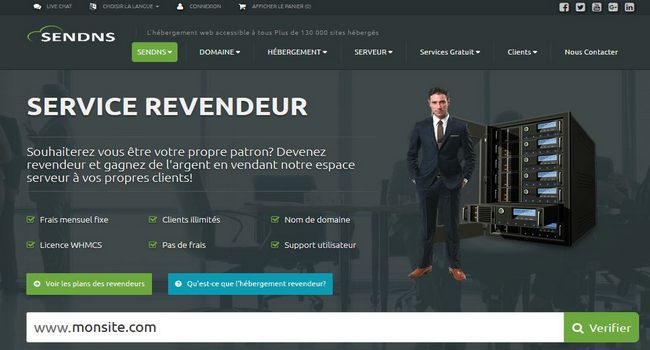 LIVE CHAT CHOISIR LA LANGUE CONNEXION AFFICHER LE PANIER (0)
SENDNS
L'hébergement web accessible à tous Plus de 130 000 sites hébergés
SENDNS DOMAINE HÉBERGEMENT SERVEUR Services Gratuit Clients Nous Contacter
SERVICE REVENDEUR
Souhaiterez vous être votre propre patron? Devenez
revendeur et gagnez de l'argent en vendant notre espace
serveur à vos propres clients!
Frais mensuel fixe Clients illimités Nom de domaine
Licence WHMCS Pas de frais Support utilisateur
Voir les plans des revendeurs Qu'est-ce que l'hébergement revendeur?
www.monsite.com Verifier